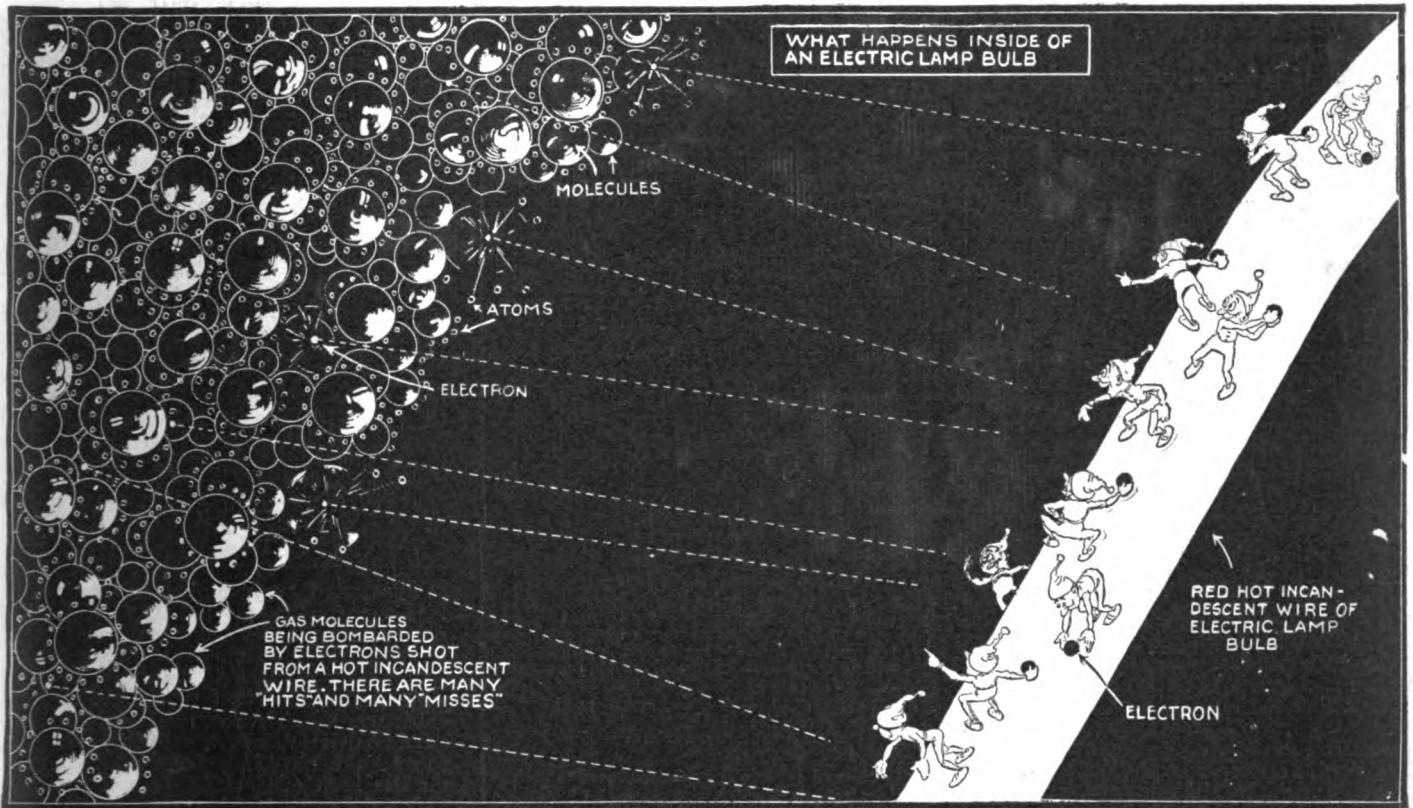 WHAT HAPPENS INSIDE OF
AN ELECTRIC LAMP BULB
MOLECULES
ATOMS
ELECTRON
GAS MOLECULES
BEING BOMBARDED
BY ELECTRONS SHOT
FROM A HOT INCANDESCENT
WIRE. THERE ARE MANY
"HITS" AND MANY "MISSES"
RED HOT INCAN-
DESCENT WIRE OF
ELECTRIC LAMP
BULB
ELECTRON